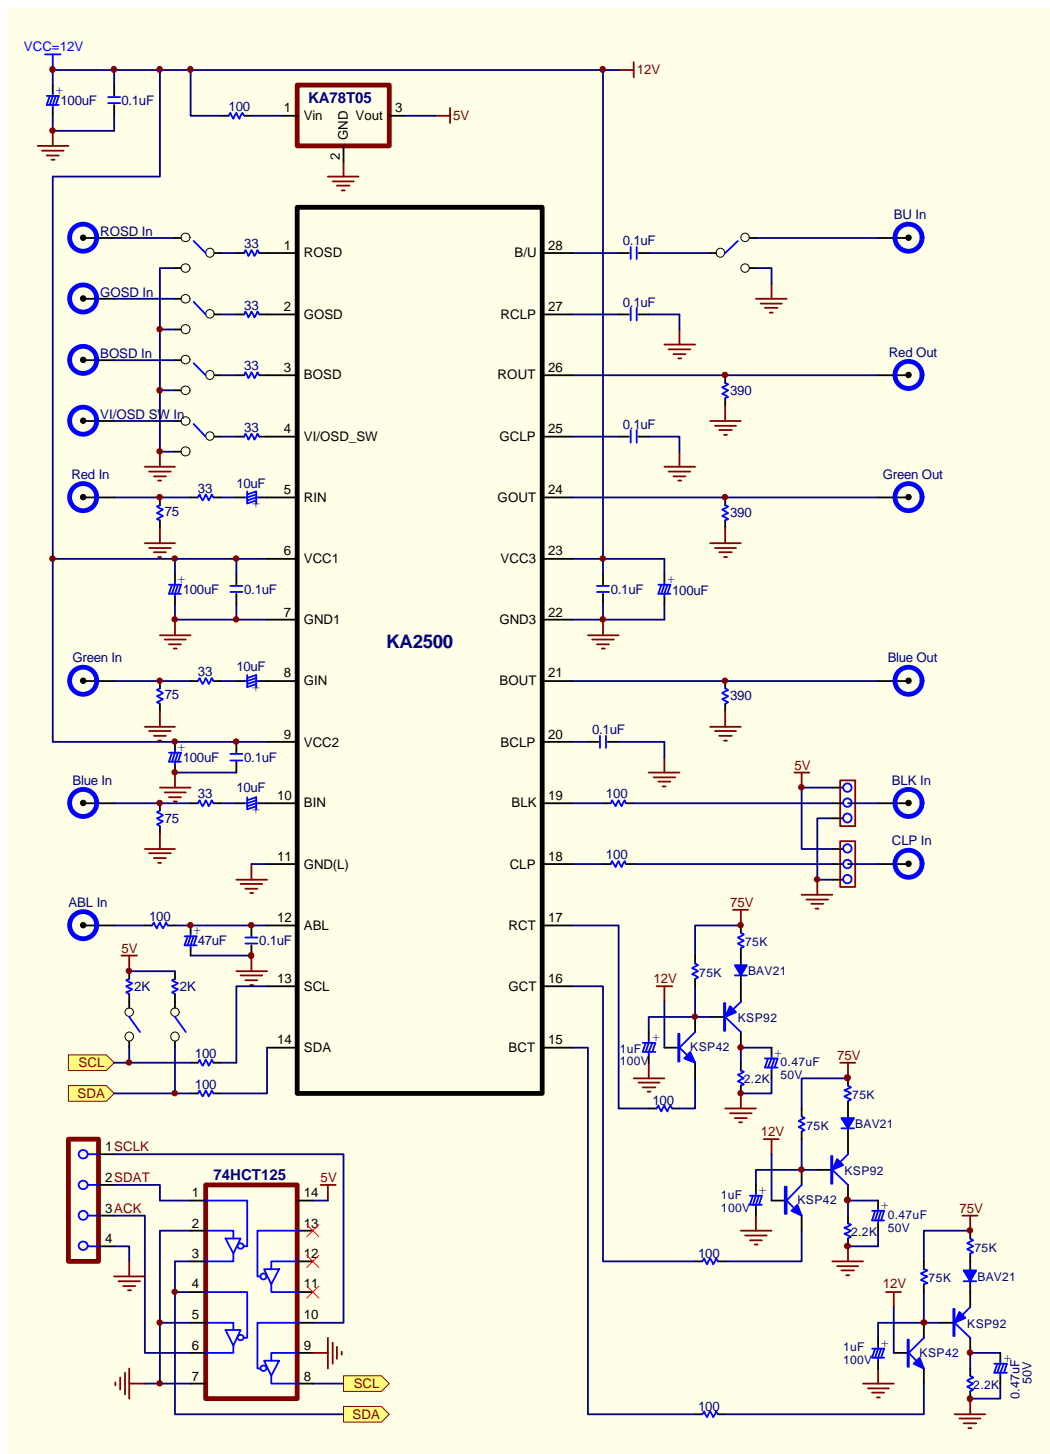 VCC=12V
12V
100uF
0.1uF
100
1
KA78T05
Vin
GND
Vout
3
5V
2
ROSD In
33
1
ROSD
GOSD In
33
2
GOSD
BOSD In
33
3
BOSD
VI/OSD SW In
33
4
VI/OSD_SW
Red In
33
10uF
5
RIN
75
6
VCC1
100uF
0.1uF
7
GND1
KA2500
Green In
33
10uF
8
GIN
75
9
VCC2
100uF
0.1uF
Blue In
33
10uF
10
BIN
75
11
GND(L)
ABL In
100
12
ABL
47uF
0.1uF
5V
2K
2K
13
SCL
14
SDA
SCL
100
SDA
100
B/U
28
0.1uF
BU In
RCLP
27
0.1uF
ROUT
26
Red Out
390
GCLP
25
0.1uF
GOUT
24
Green Out
390
VCC3
23
0.1uF
100uF
GND3
22
BOUT
21
Blue Out
390
BCLP
20
0.1uF
5V
BLK
19
100
BLK In
CLP
18
100
CLP In
RCT
17
75V
75K
75K
BAV21
12V
GCT
16
KSP92
1uF
100V
KSP42
0.47uF
50V
2.2K
100
BCT
15
75V
75K
75K
BAV21
12V
KSP92
1uF
100V
KSP42
0.47uF
50V
2.2K
100
75V
75K
75K
BAV21
12V
KSP92
1uF
100V
KSP42
0.47uF
50V
2.2K
100
1
SCLK
2
SDAT
3
ACK
4
74HCT125
5V
1
14
2
13
3
12
4
11
5
10
6
9
7
8
SCL
SDA